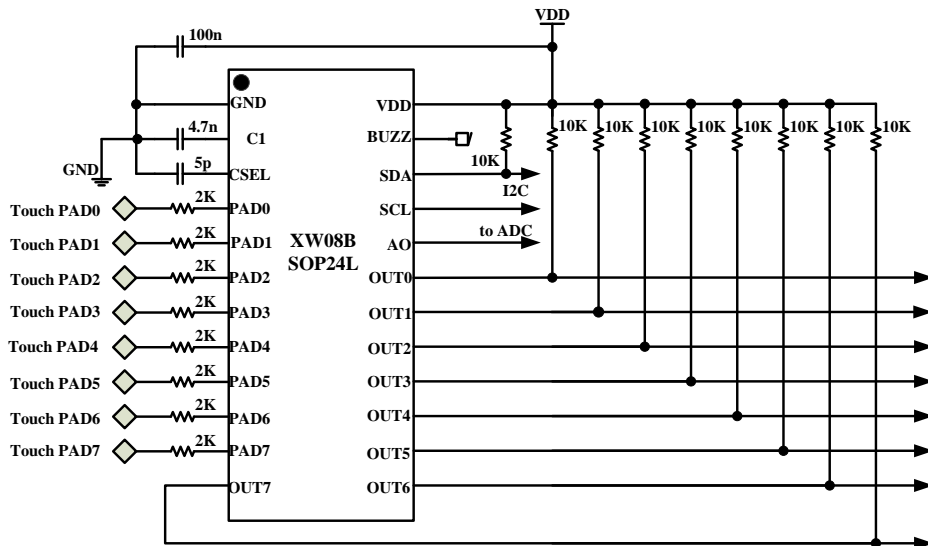 VDD
100n
GND
VDD
10K
10K
10K
10K
10K
10K
10K
10K
4.7n
C1
BUZZ
10K
GND
5p
CSEL
SDA
I2C
Touch PAD0
2K
PAD0
SCL
to ADC
Touch PAD1
2K
PAD1
XW08B
SOP24L
AO
Touch PAD2
2K
PAD2
OUT0
Touch PAD3
2K
PAD3
OUT1
Touch PAD4
2K
PAD4
OUT2
Touch PAD5
2K
PAD5
OUT3
Touch PAD6
2K
PAD6
OUT4
Touch PAD7
2K
PAD7
OUT5
OUT7
OUT6